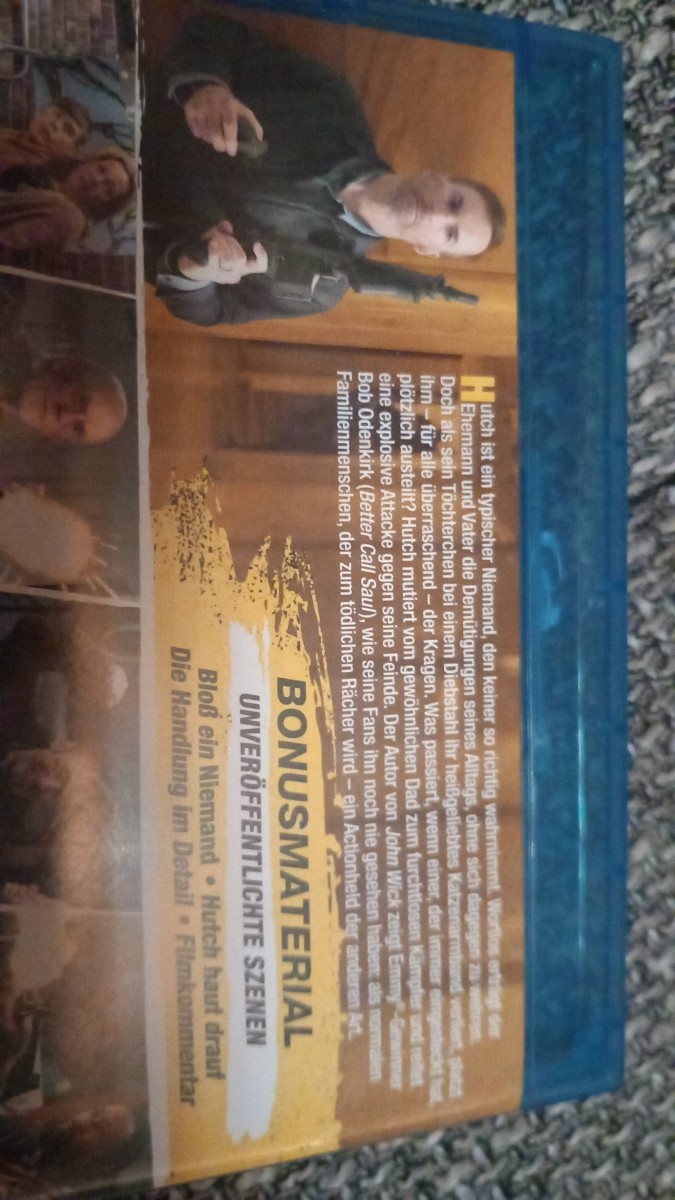 Hutch ist ein typischer Niemand, den keiner so richtig wahrnimmt. Wortlos erträgt der
Ehemann und Vater die Demütigungen seines Alltags, ohne sich dagegen zu wehren.
Doch als sein Töchterchen bei einem Diebstahl ihr heißgeliebtes Katzenarmband verliert, platzt
ihm – für alle überraschend – der Kragen. Was passiert, wenn einer, der immer eingesteckt hat,
plötzlich austeilt? Hutch mutiert vom gewöhnlichen Dad zum furchtlosen Kämpfer und reitet
eine explosive Attacke gegen seine Feinde. Der Autor von John Wick zeigt Emmy®-Gewinner
Bob Odenkirk (Better Call Saul), wie seine Fans ihn noch nie gesehen haben: als normalen
Familienmenschen, der zum tödlichen Rächer wird – ein Actionheld der anderen Art.
BONUSMATERIAL
UNVERÖFFENTLICHTE SZENEN
Bloß ein Niemand • Hutch haut drauf
Die Handlung im Detail • Filmkommentar